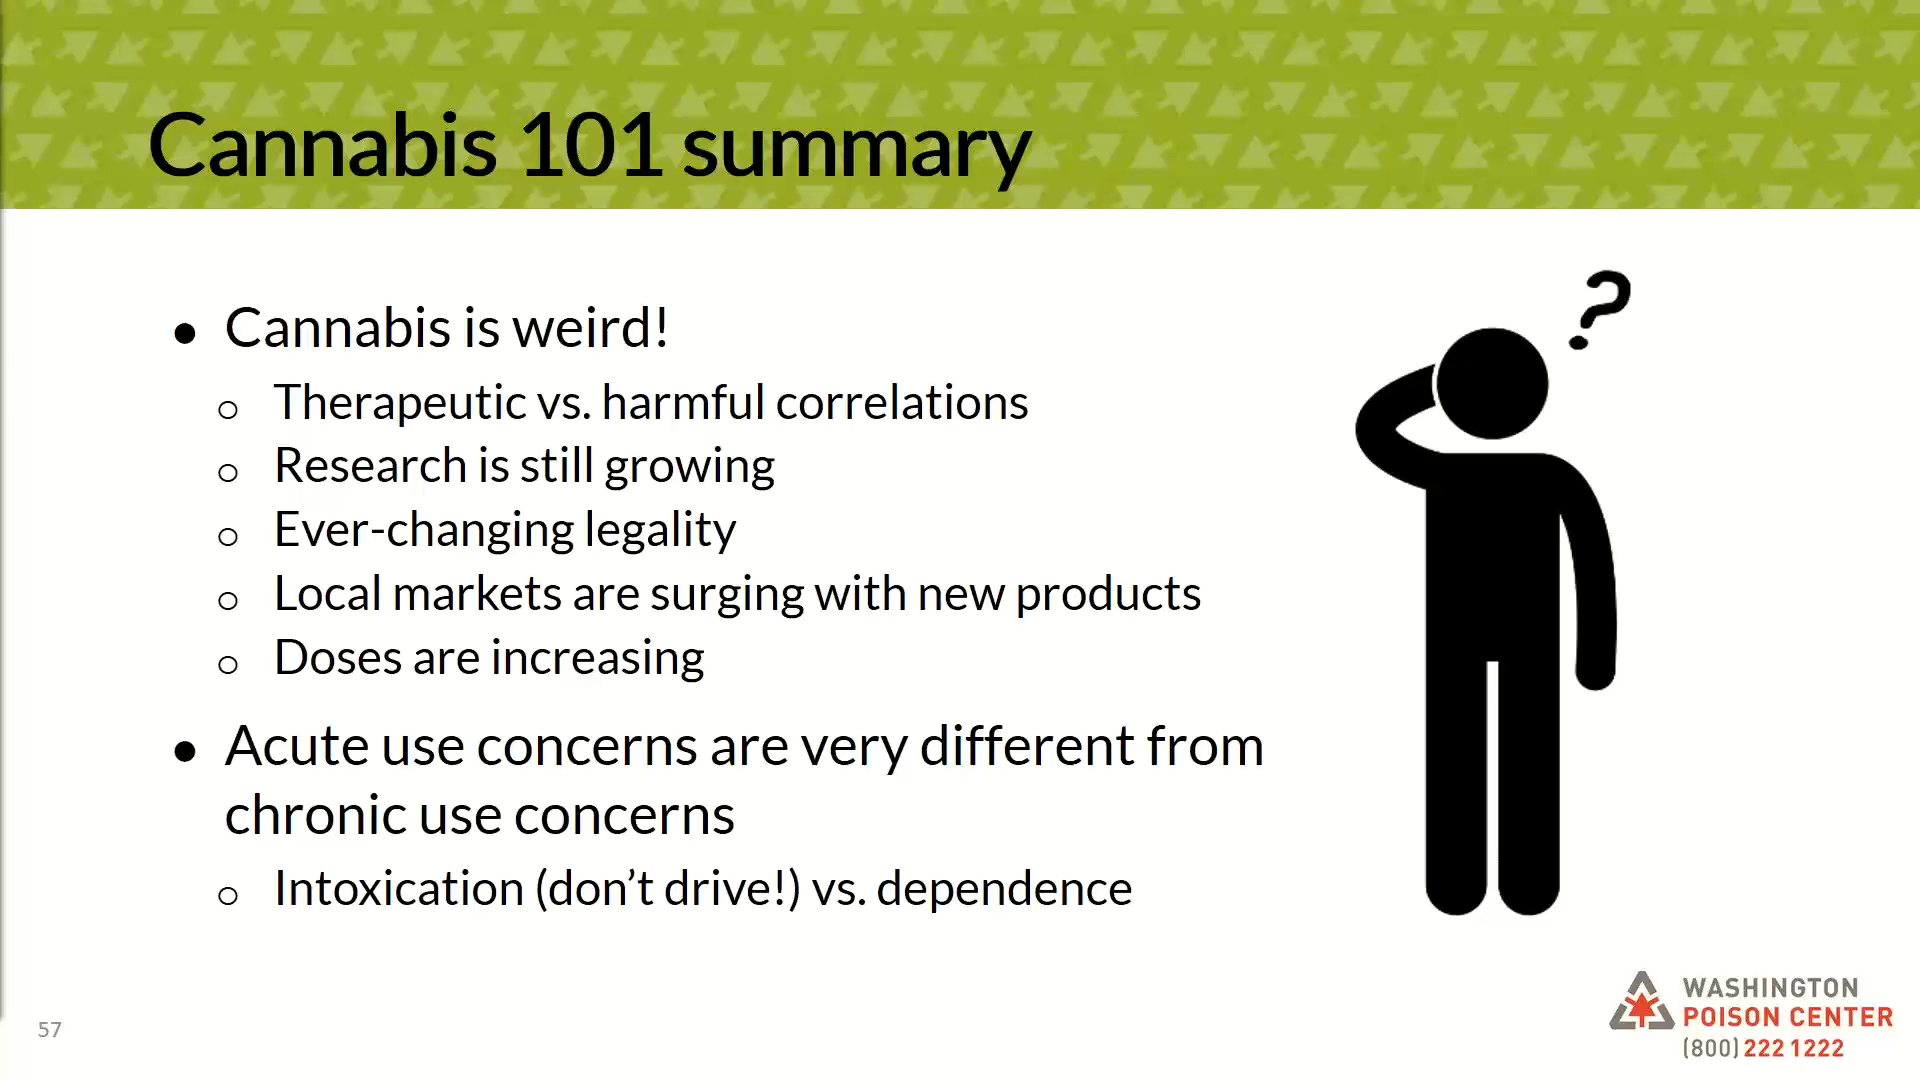 Cannabis 101 summary
● Cannabis is weird!
○ Therapeutic vs. harmful correlations
○ Research is still growing
○ Ever-changing legality
○ Local markets are surging with new products
○ Doses are increasing
● Acute use concerns are very different from
chronic use concerns
○ Intoxication (don’t drive!) vs. dependence
?
57
WASHINGTON
POISON CENTER
(800) 222 1222